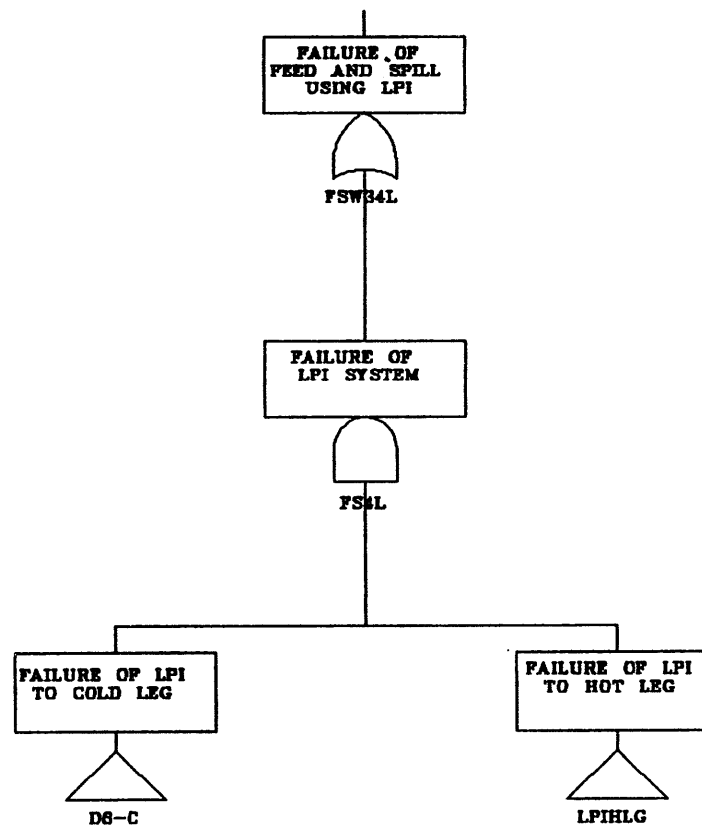 FAILURE OF
FEED AND SPILL
USING LPI
FSW34L
FAILURE OF
LPI SYSTEM
FS4L
FAILURE OF LPI
TO COLD LEG
D6-C
FAILURE OF LPI
TO HOT LEG
LPIHLG